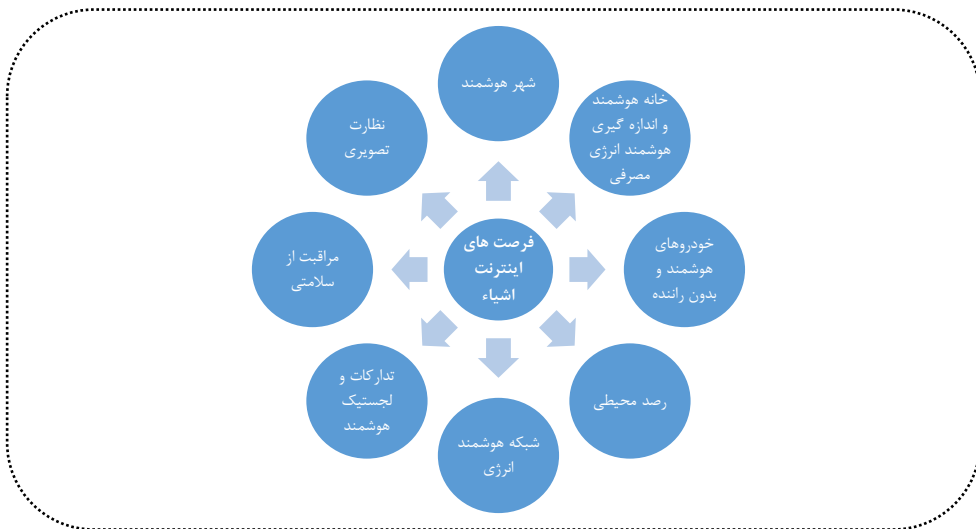 شهر هوشمند
خانه هوشمند
و اندازه گیری
هوشمند انرژی
مصرفی
خودروهای
هوشمند و
بدون راننده
رصد محیطی
شبکه هوشمند
انرژی
تدارکات و
لجستیک
هوشمند
مراقبت از
سلامتی
نظارت
تصویری
فرصت های
اینترنت
اشیاء